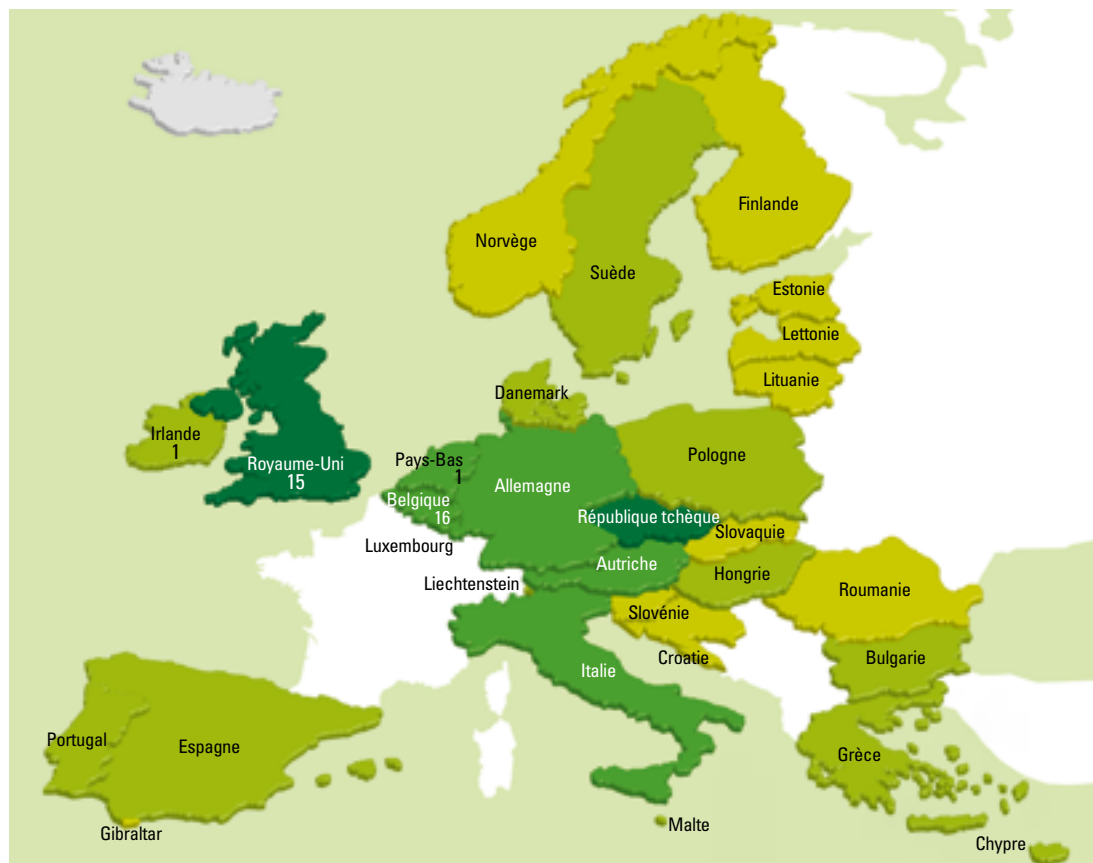 Finlande
Norvège
Suède
Estonie
Lettonie
Lituanie
Danemark
Irlande
1
Royaume-Uni
15
Pays-Bas
1
Allemagne
Pologne
Belgique
16
République tchèque
Slovaquie
Luxembourg
Autriche
Hongrie
Liechtenstein
Roumanie
Slovénie
Croatie
Bulgarie
Italie
Portugal
Espagne
Grèce
Gibraltar
Malte
Chypre